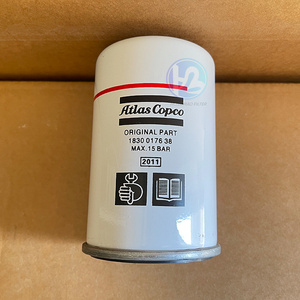 Atlas Copco
ORIGINAL PART
1830 0176 38
MAX. 15 BAR
2011